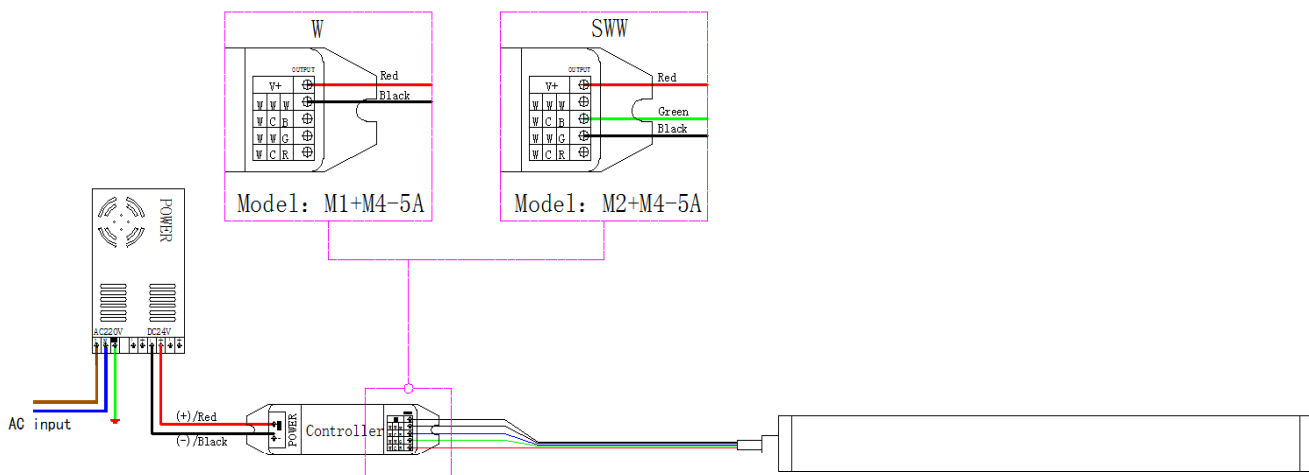 W
OUTPUT
V+
Red
W W W
Black
W C B
W W G
W C R
Model: M1+M4-5A
SWW
OUTPUT
V+
Red
W W W
W C B
Green
W W G
Black
W C R
Model: M2+M4-5A
POWER
AC220V
DC24V
AC input
(+)/Red
(-)/Black
POWER
Controller